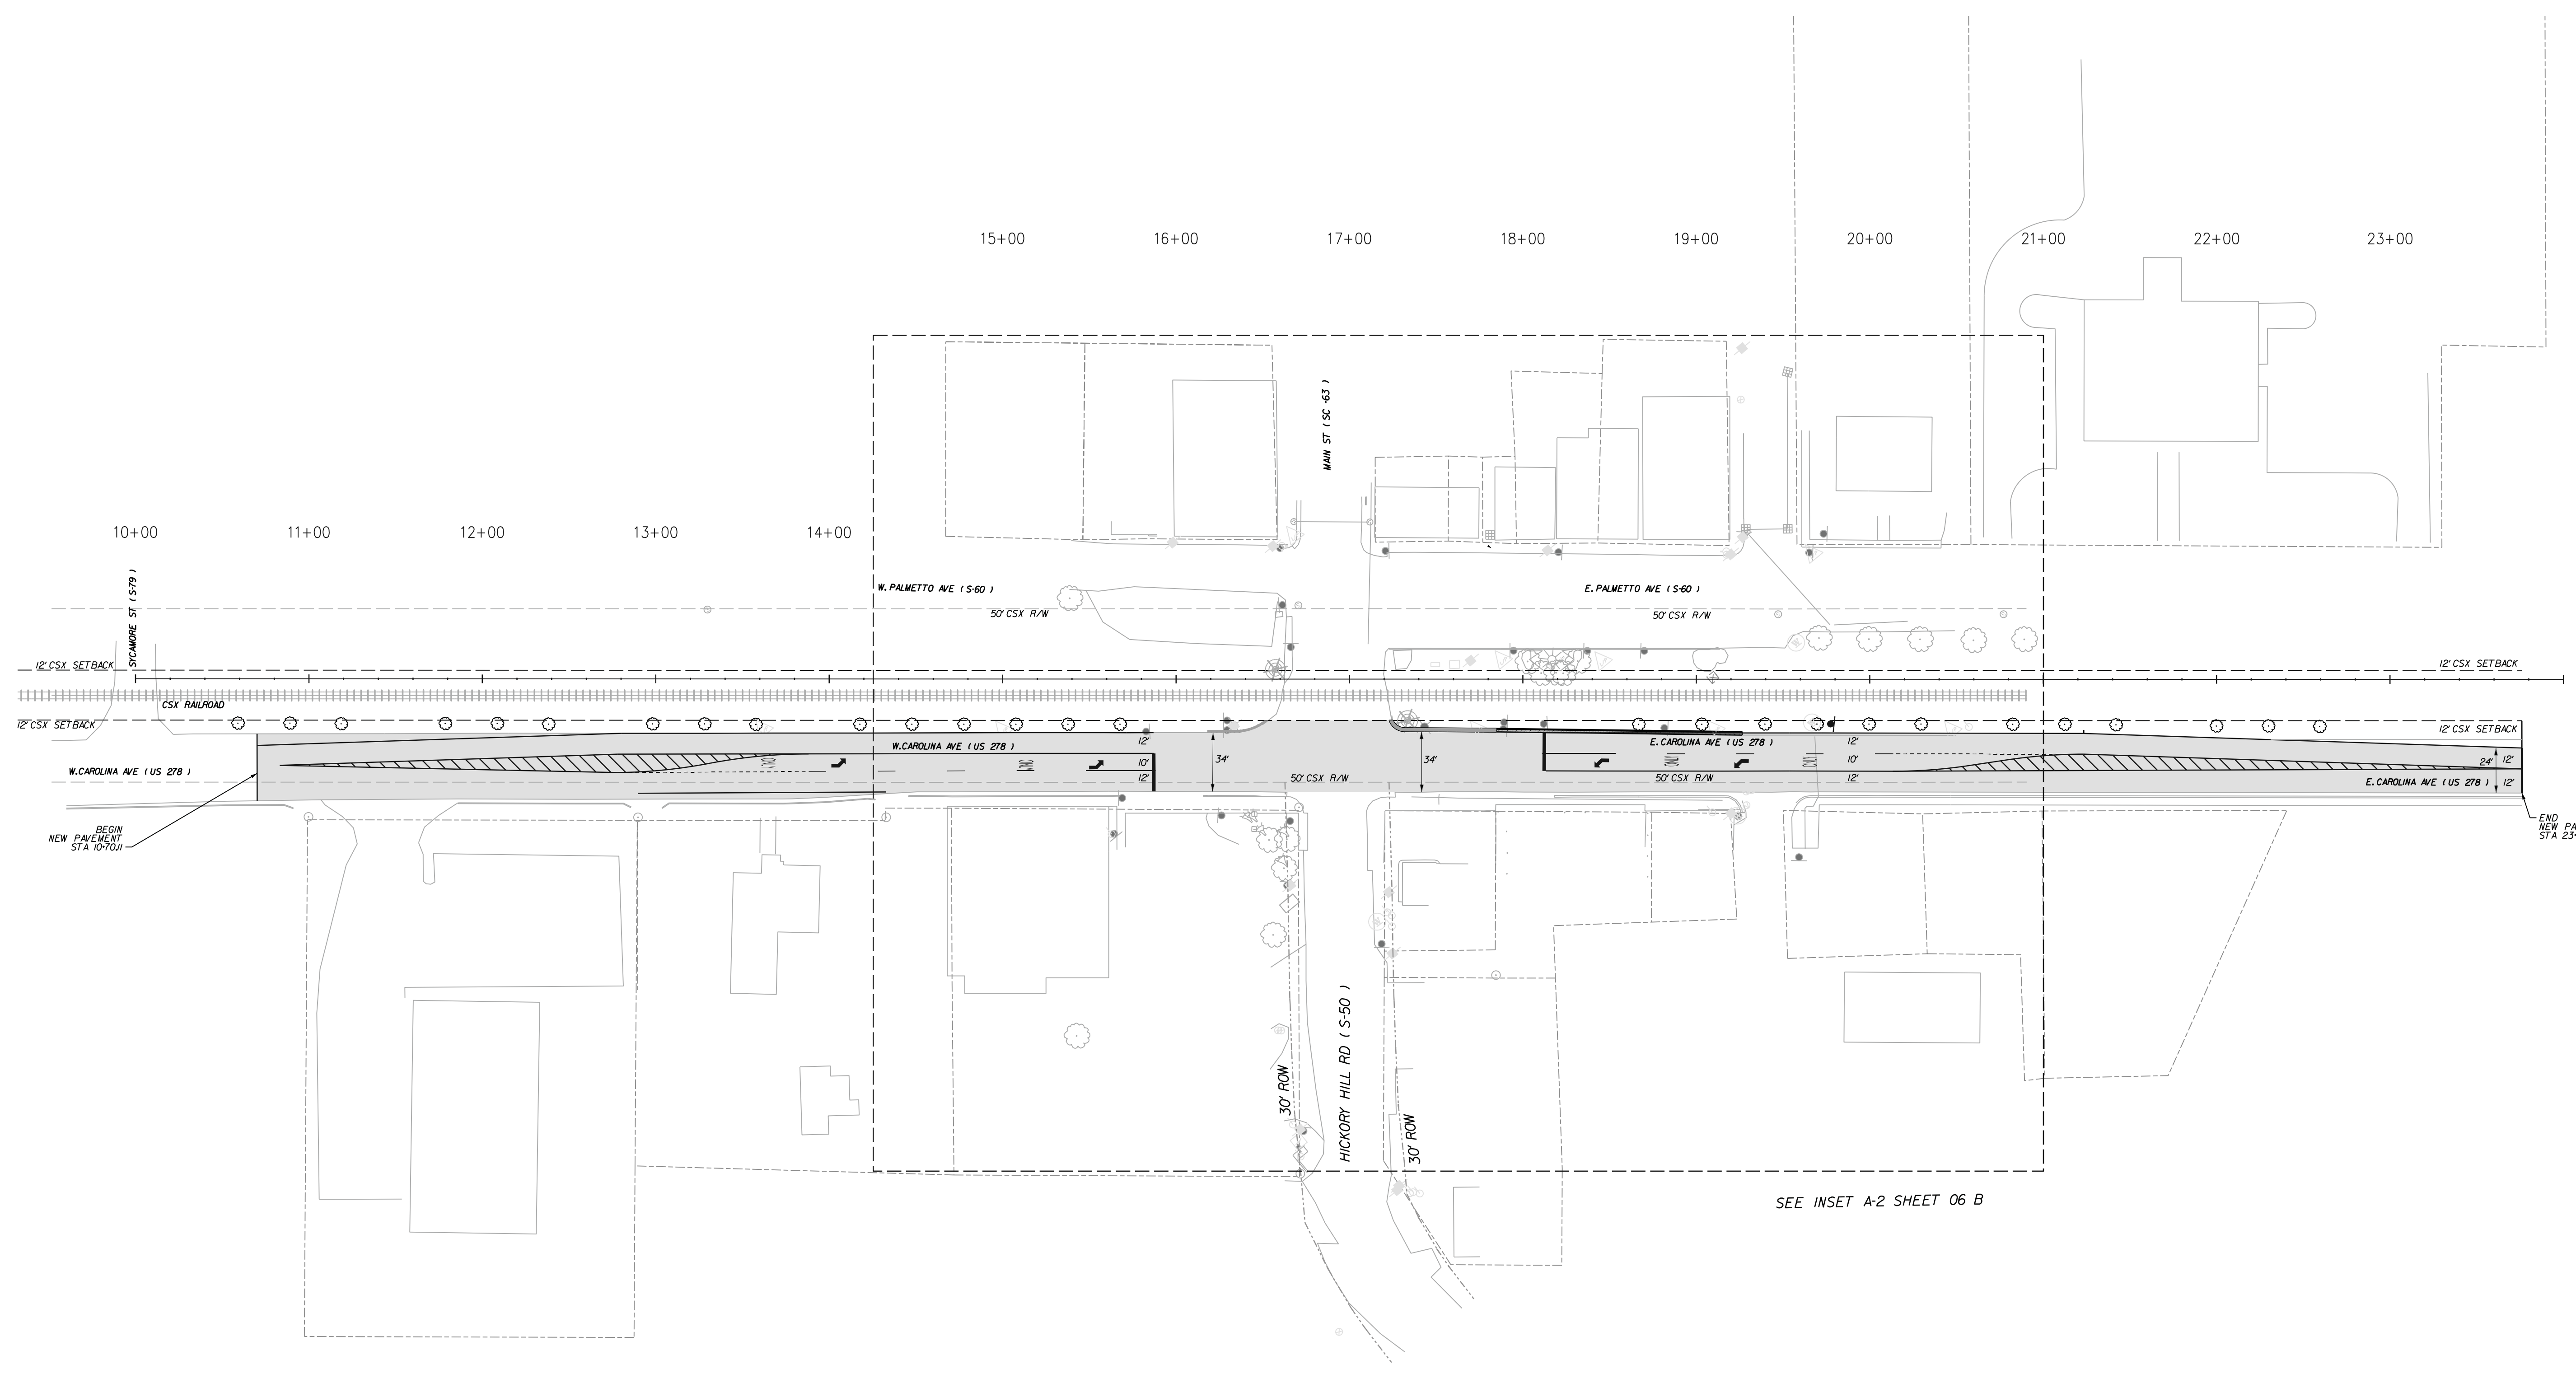 15+00 16+00 17+00 18+00 19+00 20+00 21+00 22+00 23+00
MAIN ST ( SC -63 )
10+00 11+00 12+00 13+00 14+00
SYCAMORE ST ( S-79 )
W. PALMETTO AVE ( S-60 )
E. PALMETTO AVE ( S-60 )
50' CSX R/W
50' CSX R/W
12' CSX SETBACK
12' CSX SETBACK
CSX RAILROAD
12' CSX SETBACK
12' CSX SETBACK
W. CAROLINA AVE ( US 278 )
12'
E. CAROLINA AVE ( US 278 )
12'
34'
34'
ONLY
ONLY
10'
ONLY
ONLY
10'
24'
12'
W. CAROLINA AVE ( US 278 )
12'
50' CSX R/W
50' CSX R/W
12'
E. CAROLINA AVE ( US 278 )
12'
BEGIN
NEW PAVEMENT
STA 10+70.11
END
NEW PA
STA 23+
30' ROW
HICKORY HILL RD ( S-50 )
30' ROW
SEE INSET A-2 SHEET 06 B